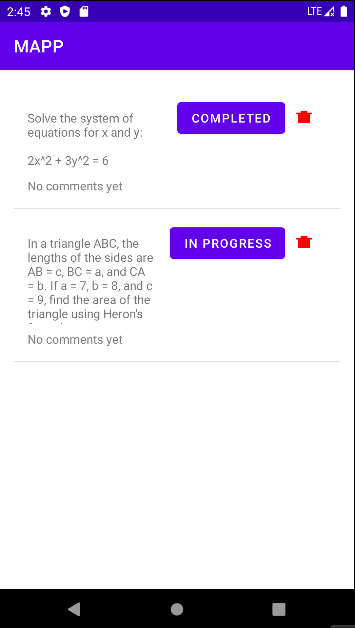 2:45
LTE
MAPP
Solve the system of
equations for x and y:
2x^2 + 3y^2 = 6
COMPLETED
No comments yet
In a triangle ABC, the
lengths of the sides are
AB = c, BC = a, and CA
= b. If a = 7, b = 8, and c
= 9, find the area of the
triangle using Heron's
IN PROGRESS
No comments yet